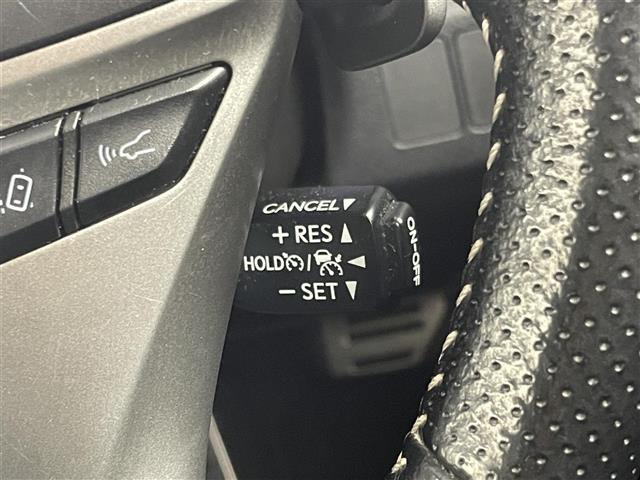 CANCEL▼
+ RES ▲
HOLD / ◀
− SET ▼
ON-OFF